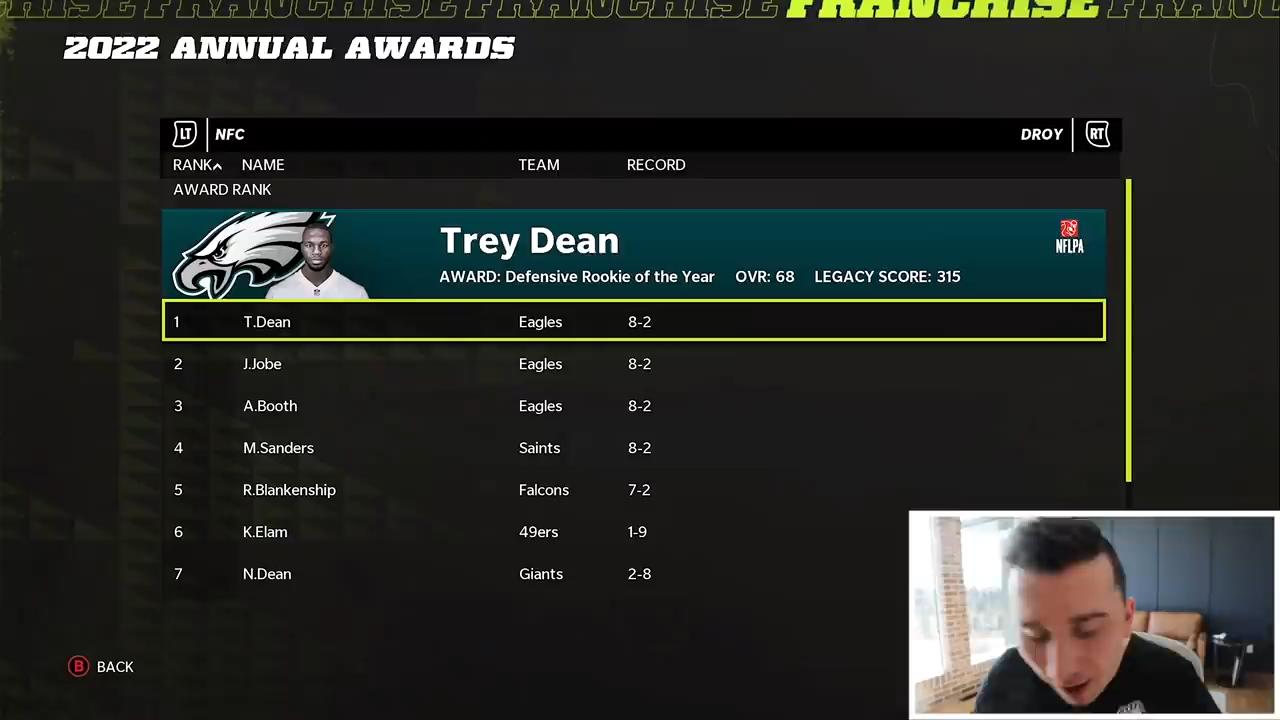 FRANCHISE FRANCHISE FRANCHISE FRANCHISE FRANC
2022 ANNUAL AWARDS
LT NFC DROY RT
RANK NAME TEAM RECORD
AWARD RANK
Trey Dean
NFLPA
AWARD: Defensive Rookie of the Year OVR: 68 LEGACY SCORE: 315
1 T.Dean Eagles 8-2
2 J.Jobe Eagles 8-2
3 A.Booth Eagles 8-2
4 M.Sanders Saints 8-2
5 R.Blankenship Falcons 7-2
6 K.Elam 49ers 1-9
7 N.Dean Giants 2-8
B BACK